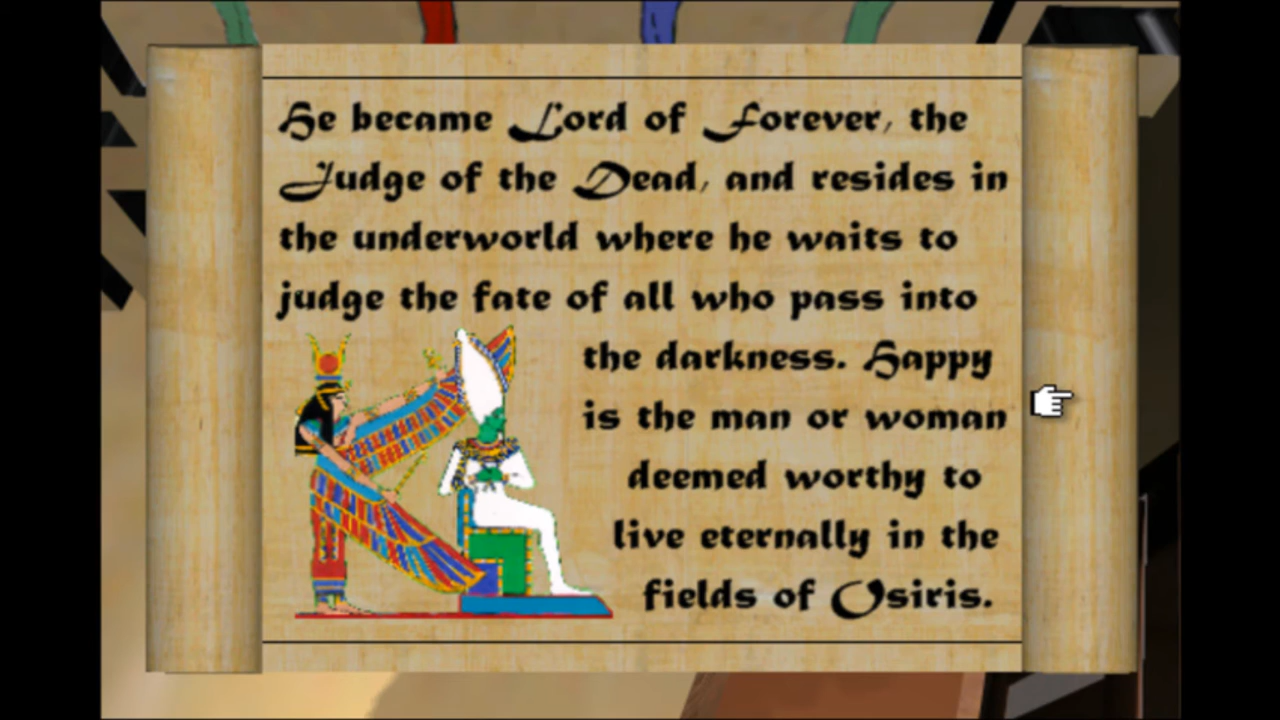 He became Lord of Forever, the
Judge of the Dead, and resides in
the underworld where he waits to
judge the fate of all who pass into
the darkness. Happy
is the man or woman
deemed worthy to
live eternally in the
fields of Osiris.